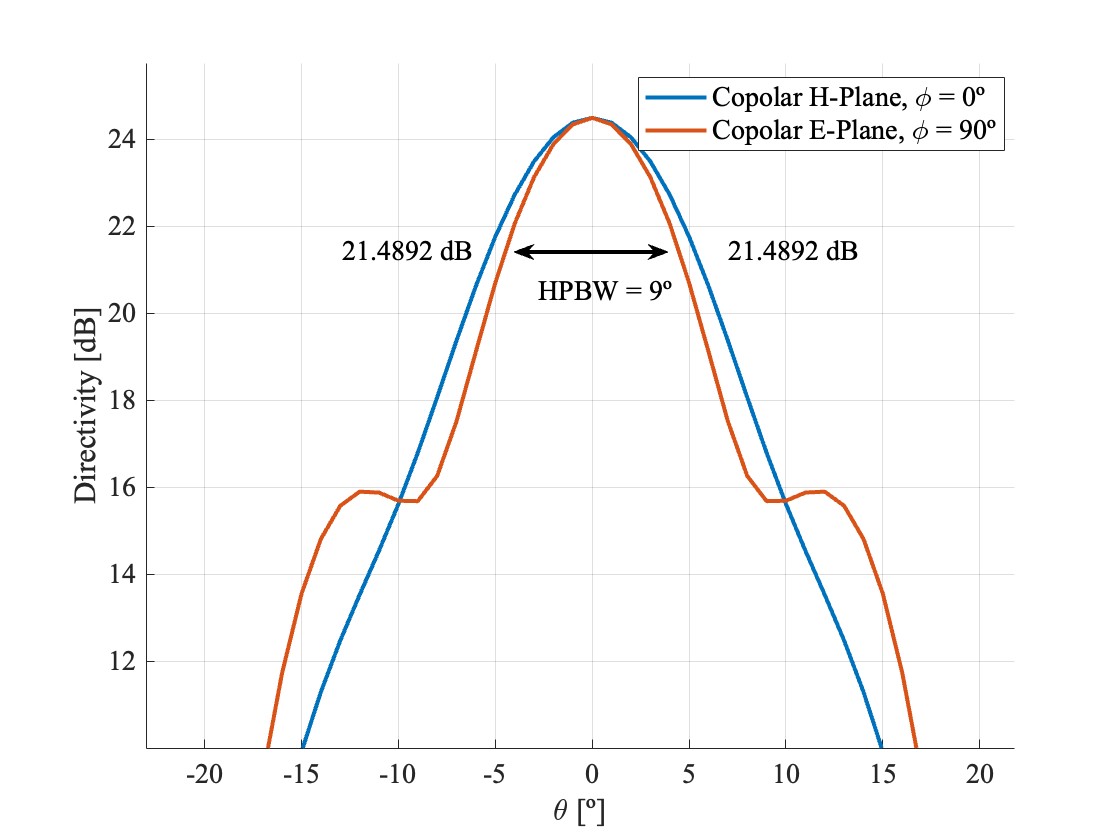 Copolar H-Plane, ϕ = 0º
Copolar E-Plane, ϕ = 90º
24
22
20
18
16
14
12
Directivity [dB]
21.4892 dB
21.4892 dB
HPBW = 9º
-20 -15 -10 -5 0 5 10 15 20
θ [º]